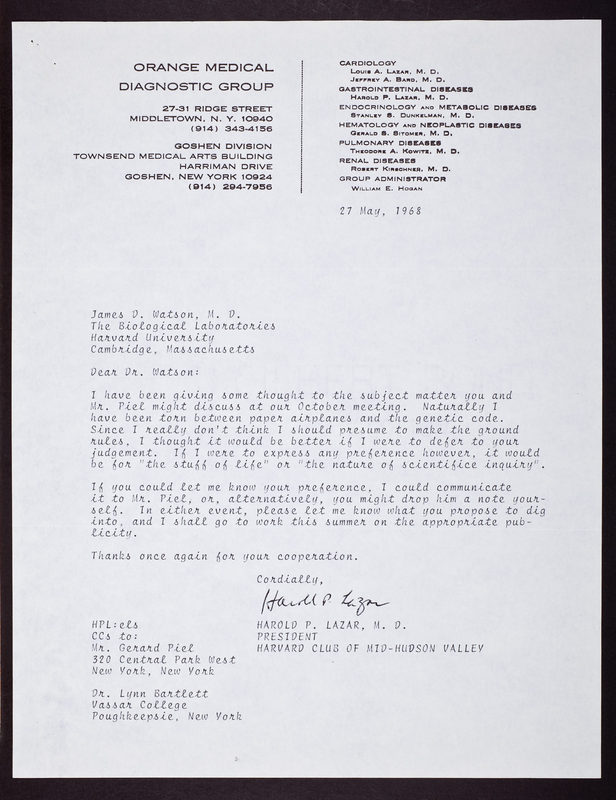 ORANGE MEDICAL
DIAGNOSTIC GROUP
27-31 RIDGE STREET
MIDDLETOWN, N. Y. 10940
(914) 343-4156
GOSHEN DIVISION
TOWNSEND MEDICAL ARTS BUILDING
HARRIMAN DRIVE
GOSHEN, NEW YORK 10924
(914) 294-7956
CARDIOLOGY
LOUIS A. LAZAR, M. D.
JEFFREY A. BARD, M. D.
GASTROINTESTINAL DISEASES
HAROLD P. LAZAR, M. D.
ENDOCRINOLOGY AND METABOLIC DISEASES
STANLEY S. DUNKELMAN, M. D.
HEMATOLOGY AND NEOPLASTIC DISEASES
GERALD S. SITOMER, M. D.
PULMONARY DISEASES
THEODORE A. KOWITZ, M. D.
RENAL DISEASES
ROBERT KIRSCHNER, M. D.
GROUP ADMINISTRATOR
WILLIAM E. HOGAN
27 May, 1968
James D. Watson, M. D.
The Biological Laboratories
Harvard University
Cambridge, Massachusetts
Dear Dr. Watson:
I have been giving some thought to the subject matter you and
Mr. Piel might discuss at our October meeting. Naturally I
have been torn between paper airplanes and the genetic code.
Since I really don't think I should presume to make the ground
rules, I thought it would be better if I were to defer to your
judgement. If I were to express any preference however, it would
be for "the stuff of life" or "the nature of scientifice inquiry".
If you could let me know your preference, I could communicate
it to Mr. Piel, or, alternatively, you might drop him a note your-
self. In either event, please let me know what you propose to dig
into, and I shall go to work this summer on the appropriate pub-
licity.
Thanks once again for your cooperation.
Cordially,
Harold P. Lazar
HPL:els
HAROLD P. LAZAR, M. D.
CCs to:
PRESIDENT
Mr. Gerard Piel
HARVARD CLUB OF MID-HUDSON VALLEY
320 Central Park West
New York, New York
Dr. Lynn Bartlett
Vassar College
Poughkeepsie, New York